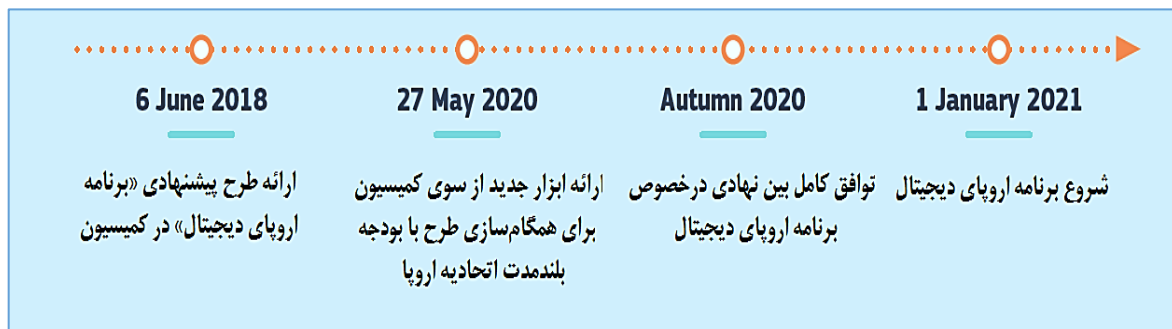 6 June 2018
ارائه طرح پیشنهادی «برنامه
اروپای دیجیتال» در کمیسیون
27 May 2020
ارائه ابزار جدید از سوی کمیسیون
برای همگام‌سازی طرح با بودجه
بلندمدت اتحادیه اروپا
Autumn 2020
توافق کامل بین نهادی درخصوص
برنامه اروپای دیجیتال
1 January 2021
شروع برنامه اروپای دیجیتال